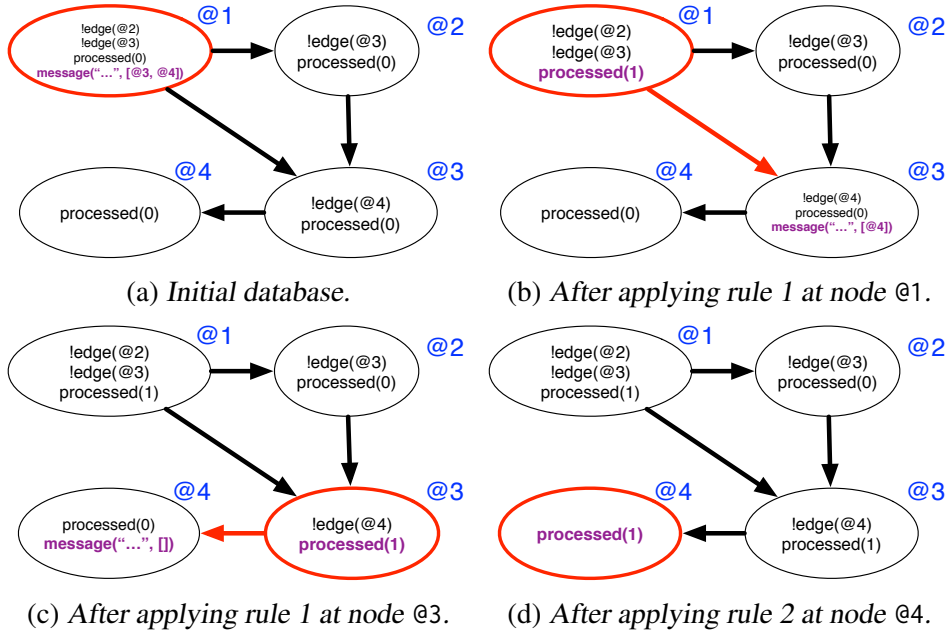 @1
!edge(@2)
!edge(@3)
processed(0)
message(“...”, [@3, @4])
@2
!edge(@3)
processed(0)
@4
processed(0)
@3
!edge(@4)
processed(0)
(a) Initial database.
@1
!edge(@2)
!edge(@3)
processed(1)
@2
!edge(@3)
processed(0)
@4
processed(0)
@3
!edge(@4)
processed(0)
message(“...”, [@4])
(b) After applying rule 1 at node @1.
@1
!edge(@2)
!edge(@3)
processed(1)
@2
!edge(@3)
processed(0)
@4
processed(0)
message(“...”, [])
@3
!edge(@4)
processed(1)
(c) After applying rule 1 at node @3.
@1
!edge(@2)
!edge(@3)
processed(1)
@2
!edge(@3)
processed(0)
@4
processed(1)
@3
!edge(@4)
processed(1)
(d) After applying rule 2 at node @4.